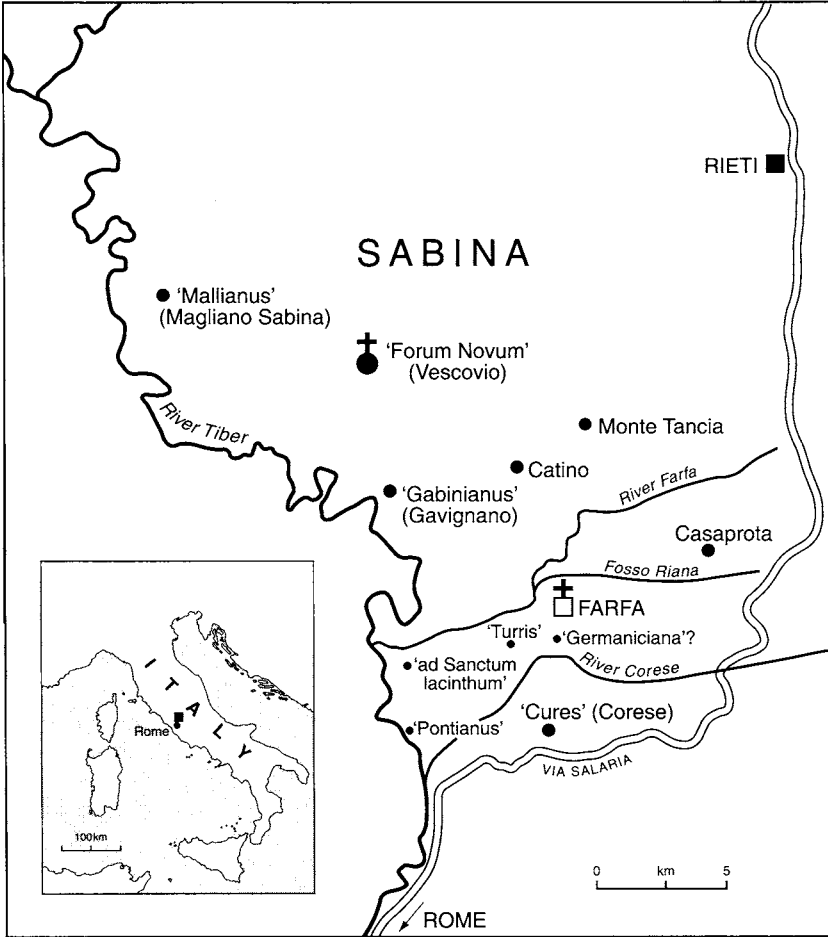 RIETI
SABINA
'Mallianus'
(Magliano Sabina)
'Forum Novum'
(Vescovio)
River Tiber
Monte Tancia
Catino
River Farfa
'Gabinianus'
(Gavignano)
Casaprota
Fosso Riana
FARFA
'Turris'
'Germaniciana'?
'ad Sanctum
Iacinthum'
River Corese
'Pontianus'
'Cures' (Corese)
VIA SALARIA
ITALY
Rome
100km
0 km 5
ROME